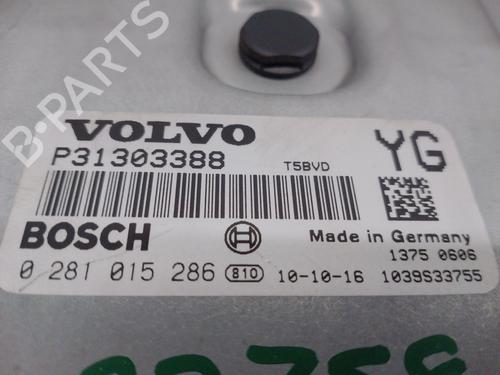 B-PARTS
VOLVO
YG
P31303388 T5BVD
BOSCH
Made in Germany
1375 0606
0 281 015 286 810 10-10-16 1039S33755